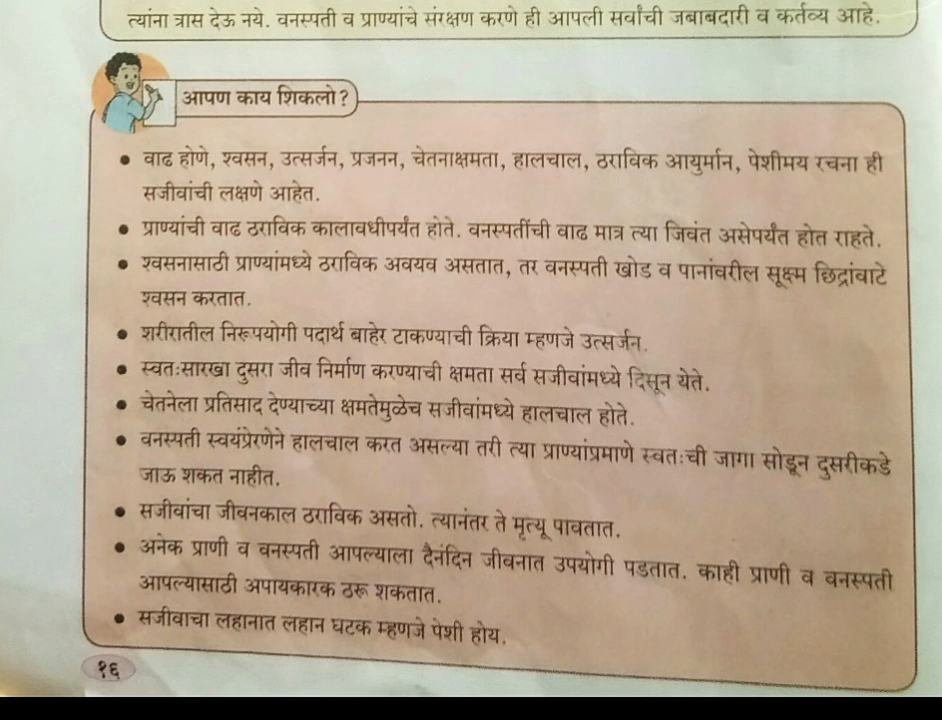 त्यांना त्रास देऊ नये. वनस्पती व प्राण्यांचे संरक्षण करणे ही आपली सर्वांची जबाबदारी व कर्तव्य आहे.
आपण काय शिकलो?
• वाढ होणे, श्वसन, उत्सर्जन, प्रजनन, चेतनाक्षमता, हालचाल, ठराविक आयुर्मान, पेशीमय रचना ही
सजीवांची लक्षणे आहेत.
• प्राण्यांची वाढ ठराविक कालावधीपर्यंत होते. वनस्पतींची वाढ मात्र त्या जिवंत असेपर्यंत होत राहते.
• श्वसनासाठी प्राण्यांमध्ये ठराविक अवयव असतात, तर वनस्पती खोड व पानांवरील सूक्ष्म छिद्रांवाटे
श्वसन करतात.
• शरीरातील निरूपयोगी पदार्थ बाहेर टाकण्याची क्रिया म्हणजे उत्सर्जन.
• स्वतःसारखा दुसरा जीव निर्माण करण्याची क्षमता सर्व सजीवांमध्ये दिसून येते.
• चेतनेला प्रतिसाद देण्याच्या क्षमतेमुळेच सजीवांमध्ये हालचाल होते.
• वनस्पती स्वयंप्रेरणेने हालचाल करत असल्या तरी त्या प्राण्यांप्रमाणे स्वतःची जागा सोडून दुसरीकडे
जाऊ शकत नाहीत.
• सजीवांचा जीवनकाल ठराविक असतो. त्यानंतर ते मृत्यू पावतात.
• अनेक प्राणी व वनस्पती आपल्याला दैनंदिन जीवनात उपयोगी पडतात. काही प्राणी व वनस्पती
आपल्यासाठी अपायकारक ठरू शकतात.
• सजीवाचा लहानात लहान घटक म्हणजे पेशी होय.
१६